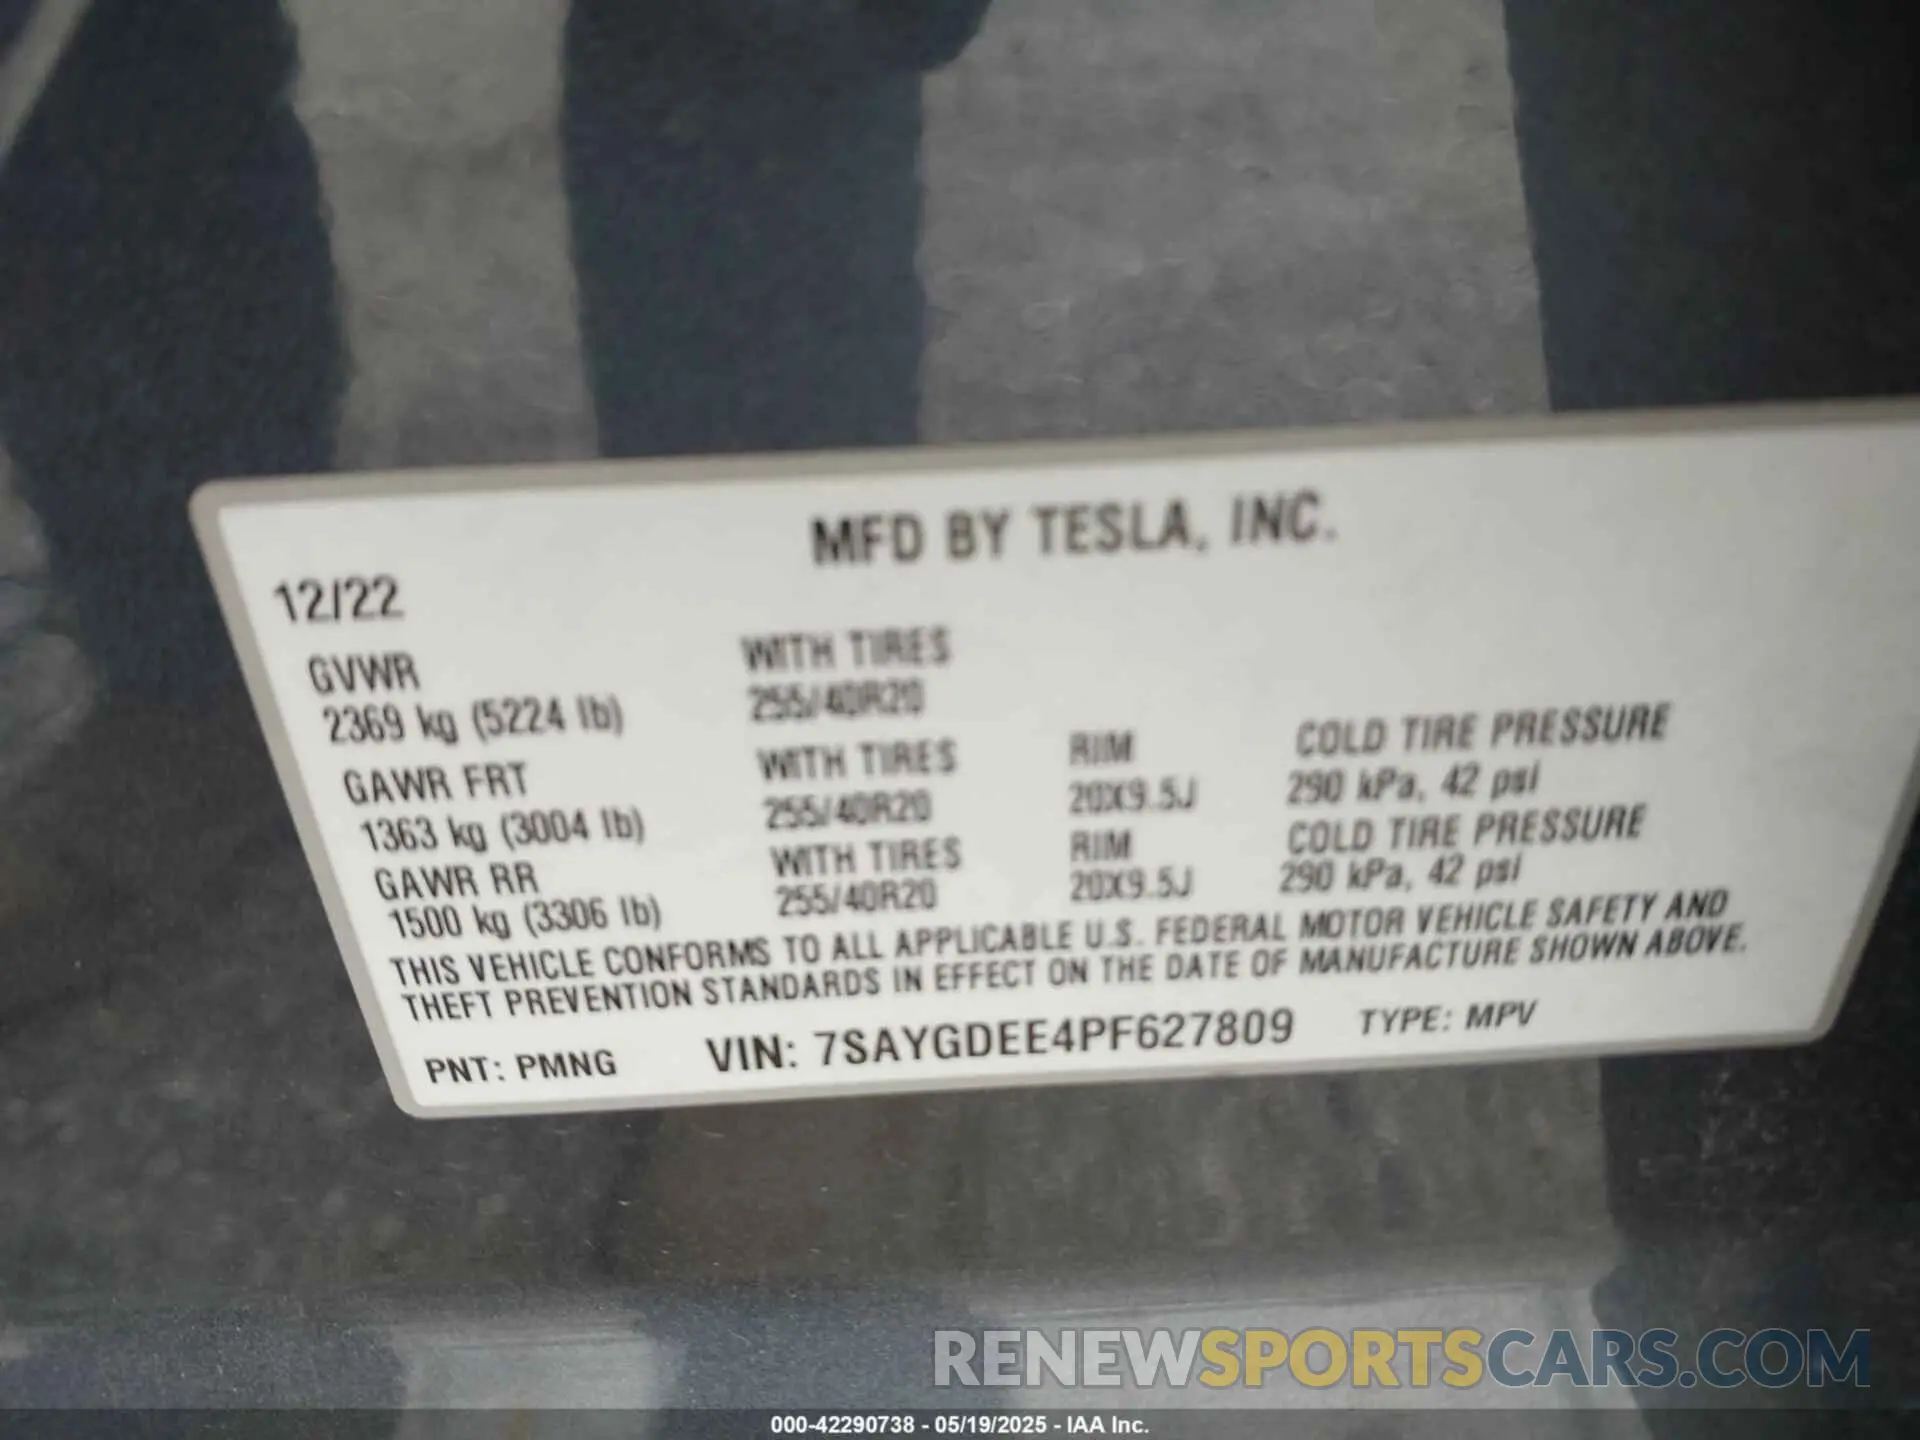 MFD BY TESLA, INC.
12/22
GVWR
2369 kg (5224 lb)
WITH TIRES
255/40R20
GAWR FRT
1363 kg (3004 lb)
WITH TIRES
255/40R20
RIM
20X9.5J
COLD TIRE PRESSURE
290 kPa, 42 psi
GAWR RR
1500 kg (3306 lb)
WITH TIRES
255/40R20
RIM
20X9.5J
COLD TIRE PRESSURE
290 kPa, 42 psi
THIS VEHICLE CONFORMS TO ALL APPLICABLE U.S. FEDERAL MOTOR VEHICLE SAFETY AND
THEFT PREVENTION STANDARDS IN EFFECT ON THE DATE OF MANUFACTURE SHOWN ABOVE.
PNT: PMNG VIN: 7SAYGDEE4PF627809 TYPE: MPV
RENEWSPORTSCARS.COM
000-42290738 - 05/19/2025 - IAA Inc.